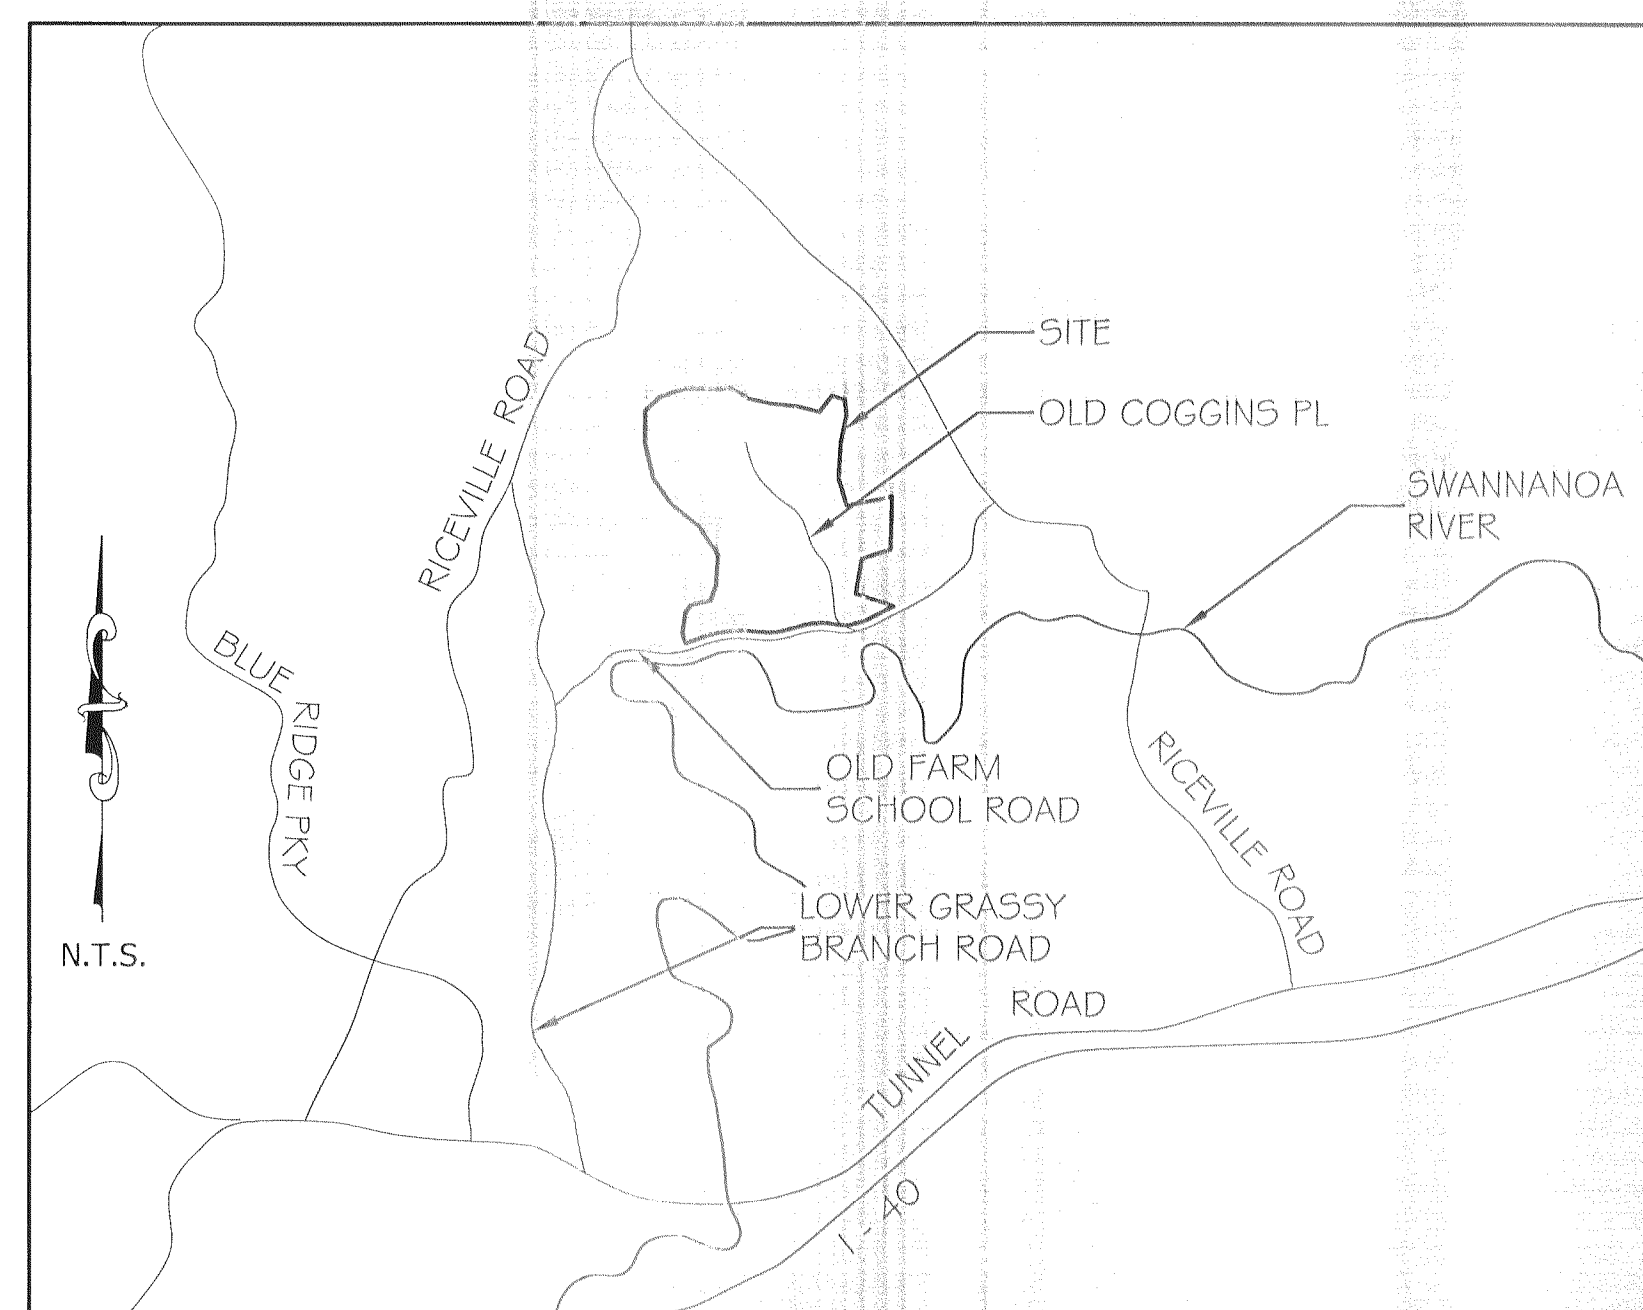 SITE
OLD COGGINS PL
SWANNANOA
RIVER
RICEVILLE ROAD
BLUE RIDGE PKY
OLD FARM
SCHOOL ROAD
RICEVILLE ROAD
LOWER GRASSY
BRANCH ROAD
N.T.S.
TUNNEL ROAD
I - 40